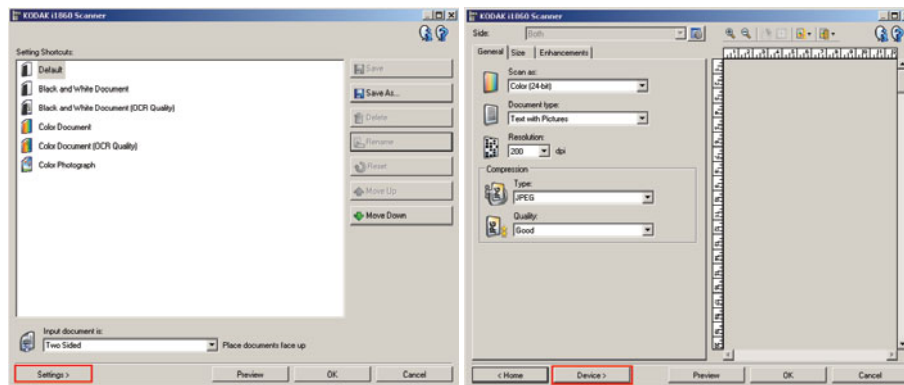 KODAK i1860 Scanner
Setting Shortcuts:
Default
Black and White Document
Black and White Document (OCR Quality)
Color Document
Color Document (OCR Quality)
Color Photograph
Save
Save As...
Delete
Rename
Reset
Move Up
Move Down
Input document is:
Two Sided
Place documents face up
Settings >
Preview
OK
Cancel
KODAK i1860 Scanner
Side:
Both
General
Size
Enhancements
Scan as:
Color (24-bit)
Document type:
Text with Pictures
Resolution:
200
dpi
Compression
Type:
JPEG
Quality:
Good
< Home
Device >
Preview
OK
Cancel